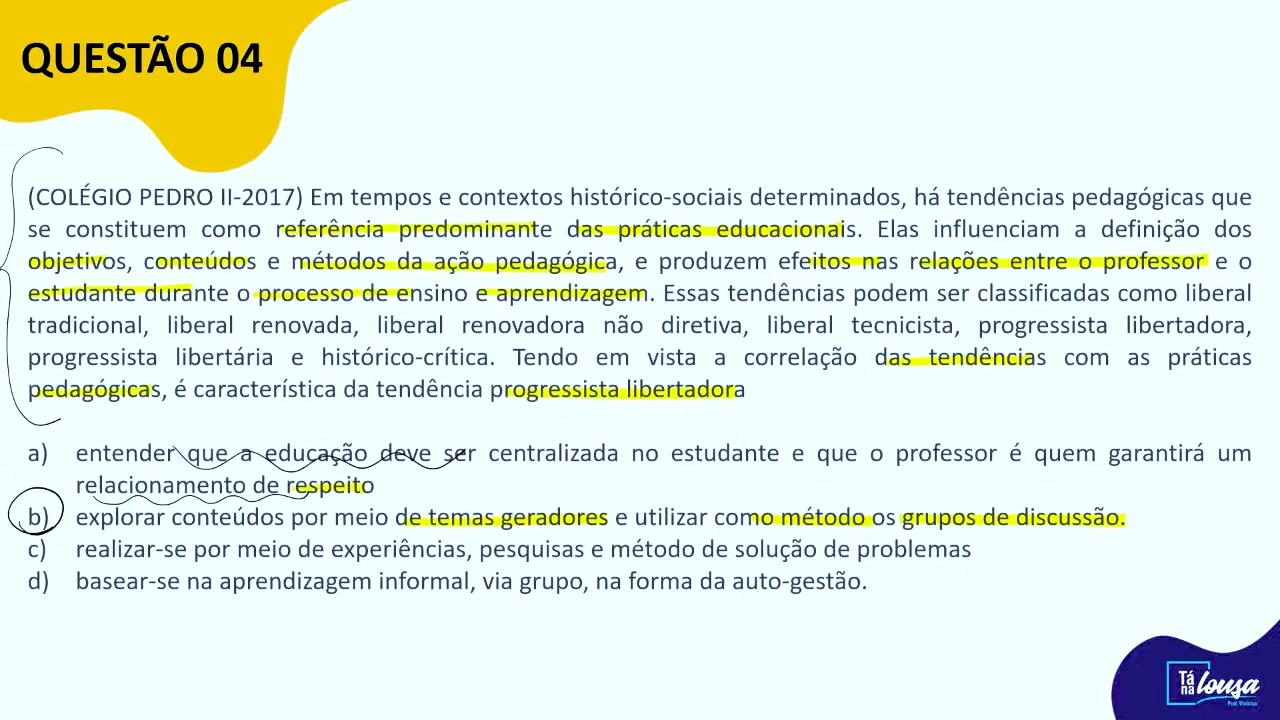 QUESTÃO 04
(COLÉGIO PEDRO II-2017) Em tempos e contextos histórico-sociais determinados, há tendências pedagógicas que
se constituem como referência predominante das práticas educacionais. Elas influenciam a definição dos
objetivos, conteúdos e métodos da ação pedagógica, e produzem efeitos nas relações entre o professor e o
estudante durante o processo de ensino e aprendizagem. Essas tendências podem ser classificadas como liberal
tradicional, liberal renovada, liberal renovadora não diretiva, liberal tecnicista, progressista libertadora,
progressista libertária e histórico-crítica. Tendo em vista a correlação das tendências com as práticas
pedagógicas, é característica da tendência progressista libertadora
a) entender que a educação deve ser centralizada no estudante e que o professor é quem garantirá um
relacionamento de respeito
b) explorar conteúdos por meio de temas geradores e utilizar como método os grupos de discussão.
c) realizar-se por meio de experiências, pesquisas e método de solução de problemas
d) basear-se na aprendizagem informal, via grupo, na forma da auto-gestão.
Tá na lousa
Prof. Vinícius